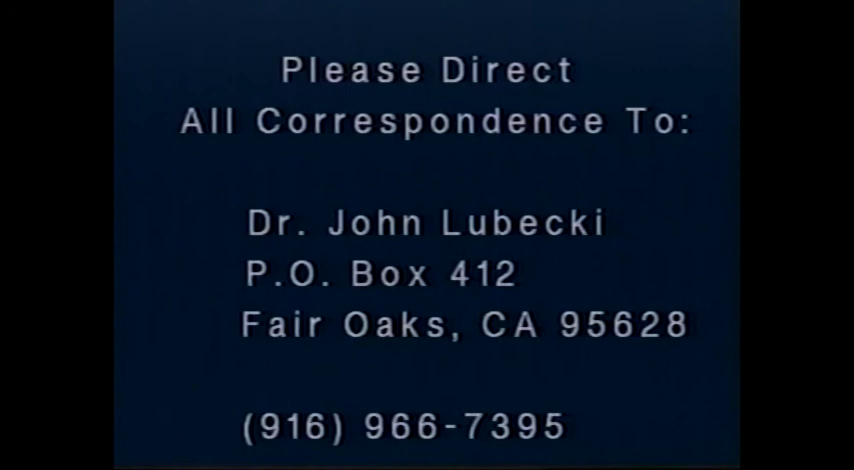 Please Direct
All Correspondence To:
Dr. John Lubecki
P.O. Box 412
Fair Oaks, CA 95628
(916) 966-7395